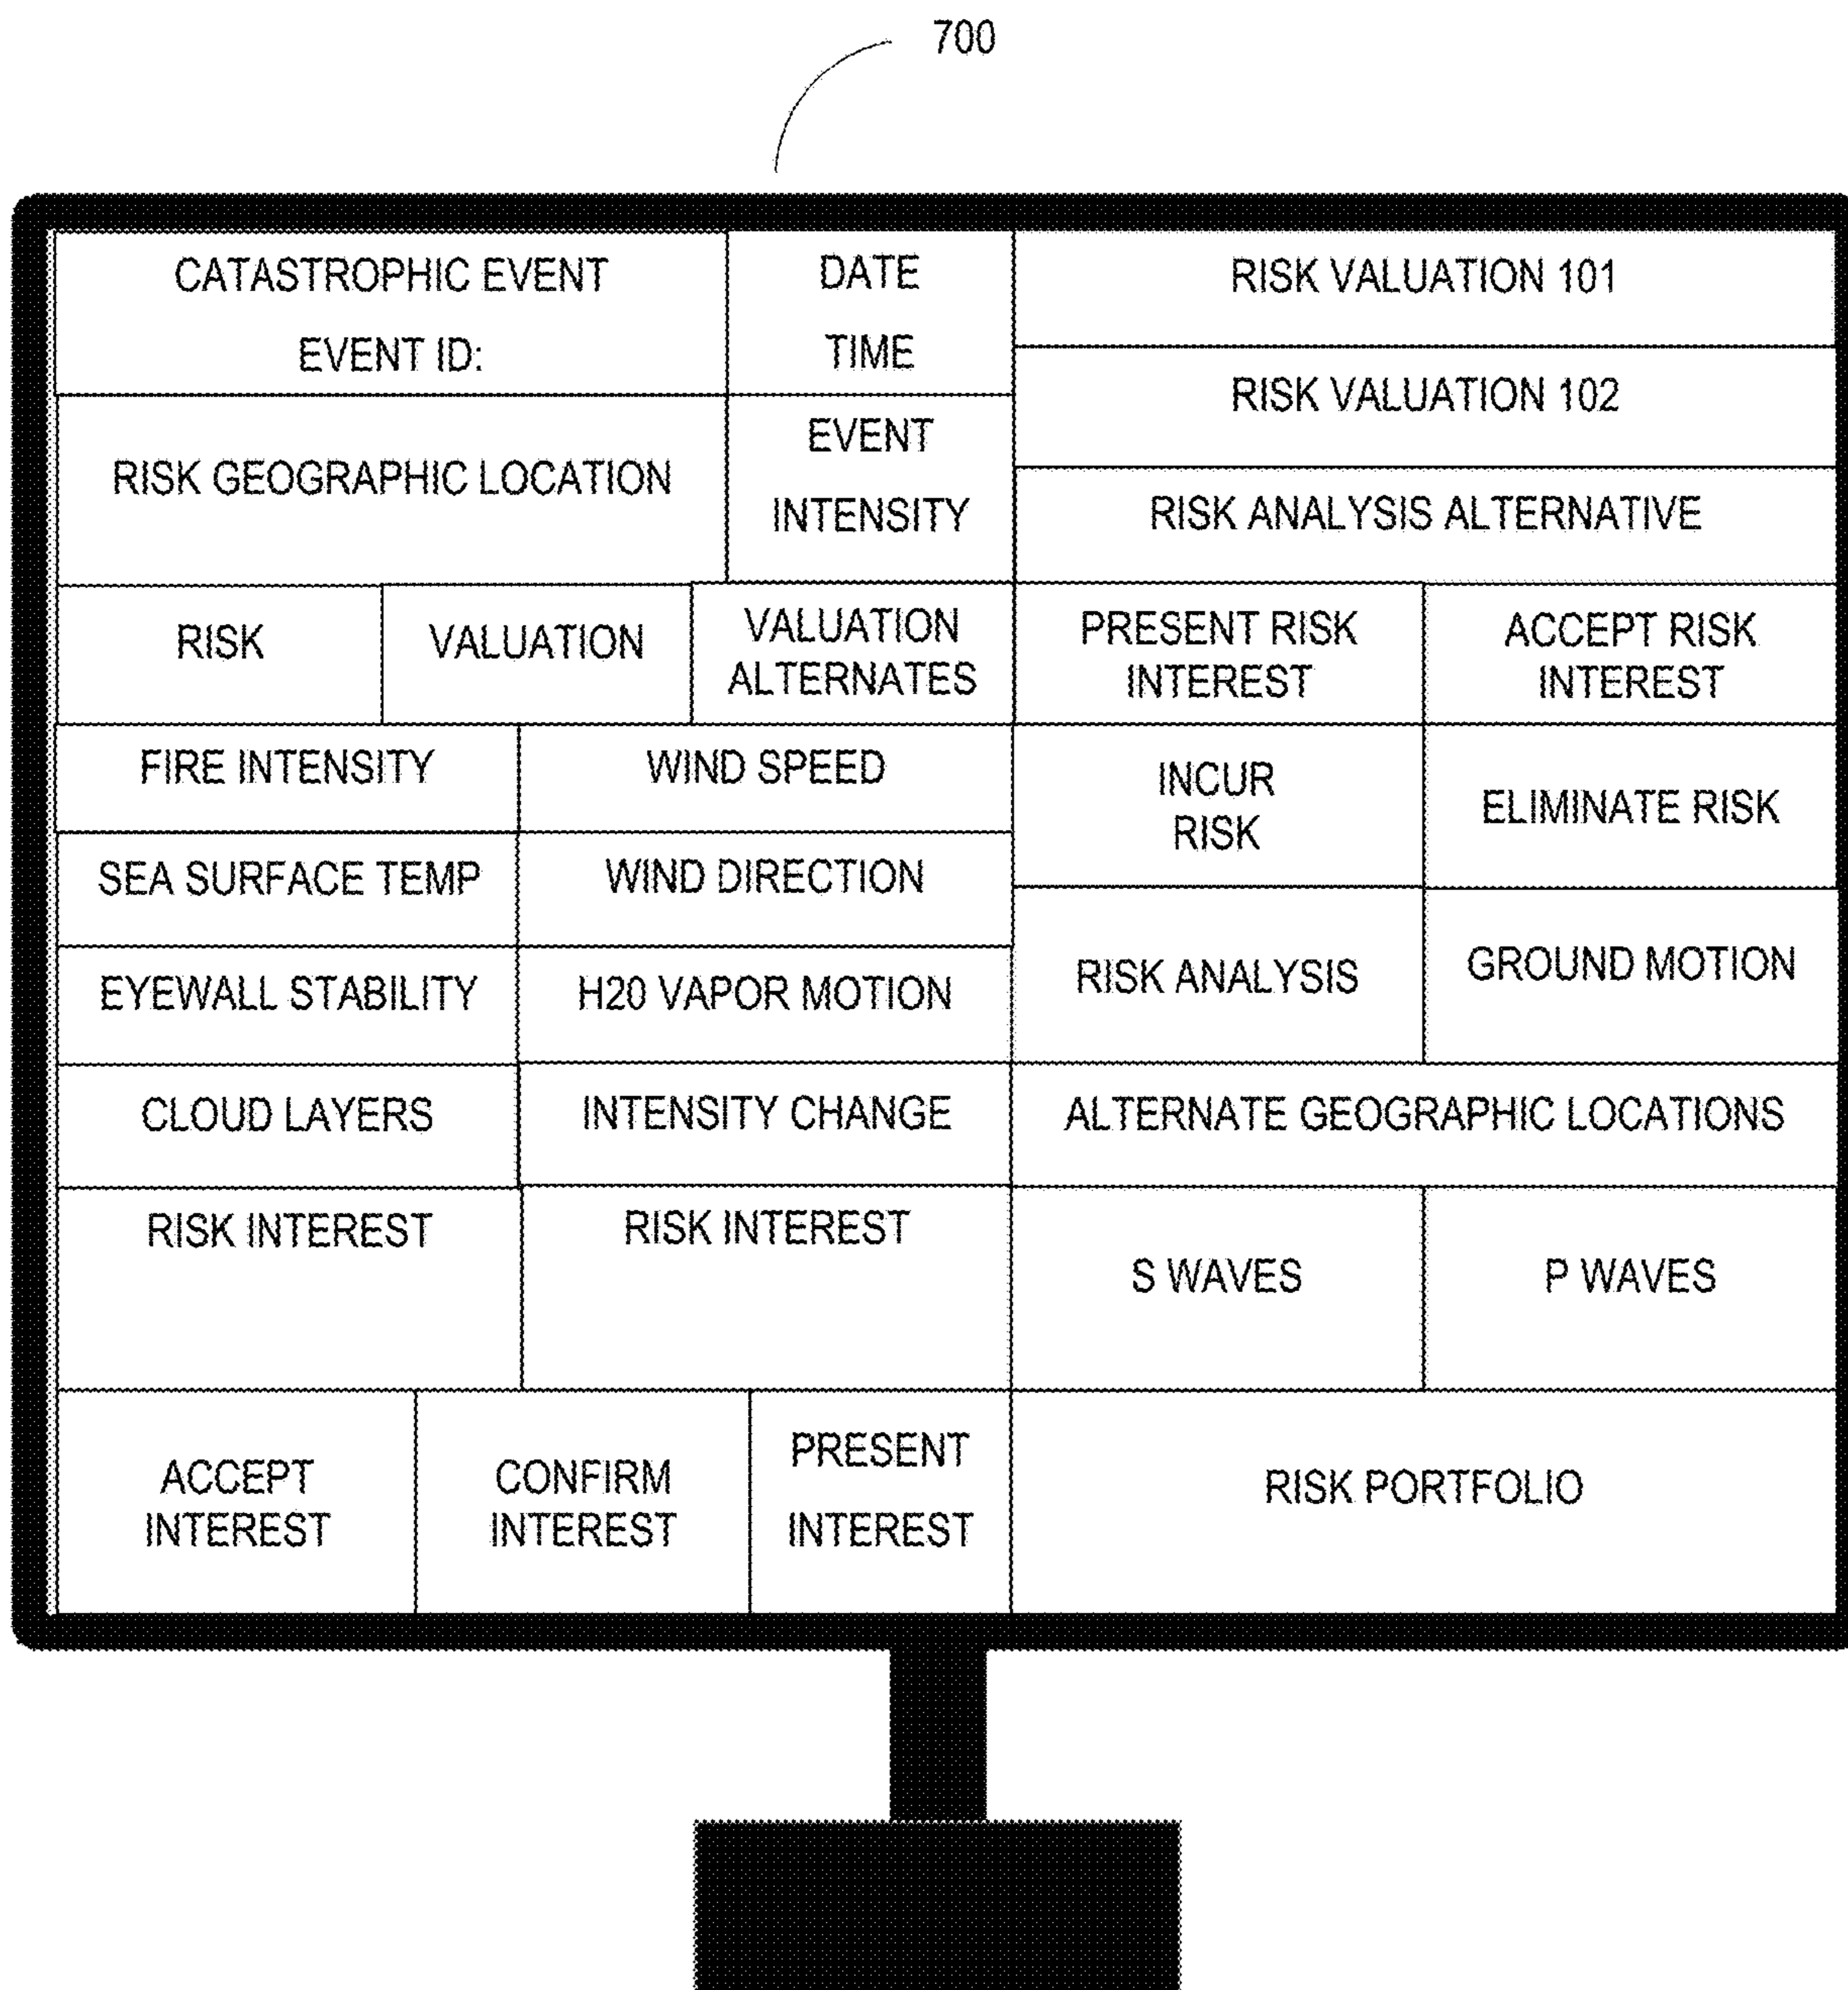 700
CATASTROPHIC EVENT
EVENT ID:
DATE
TIME
RISK VALUATION 101
RISK VALUATION 102
RISK GEOGRAPHIC LOCATION
EVENT
INTENSITY
RISK ANALYSIS ALTERNATIVE
RISK
VALUATION
VALUATION
ALTERNATES
PRESENT RISK
INTEREST
ACCEPT RISK
INTEREST
FIRE INTENSITY
WIND SPEED
INCUR
RISK
ELIMINATE RISK
SEA SURFACE TEMP
WIND DIRECTION
EYEWALL STABILITY
H20 VAPOR MOTION
RISK ANALYSIS
GROUND MOTION
CLOUD LAYERS
INTENSITY CHANGE
ALTERNATE GEOGRAPHIC LOCATIONS
RISK INTEREST
RISK INTEREST
S WAVES
P WAVES
ACCEPT
INTEREST
CONFIRM
INTEREST
PRESENT
INTEREST
RISK PORTFOLIO